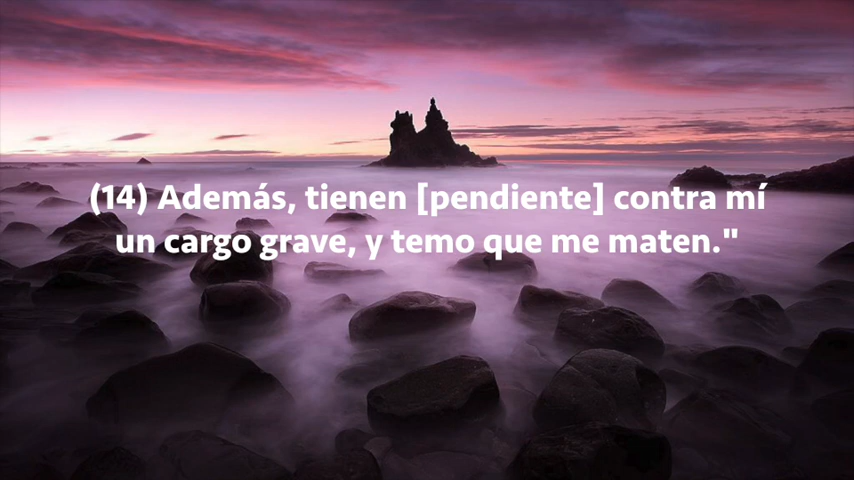 (14) Además, tienen [pendiente] contra mí
un cargo grave, y temo que me maten."